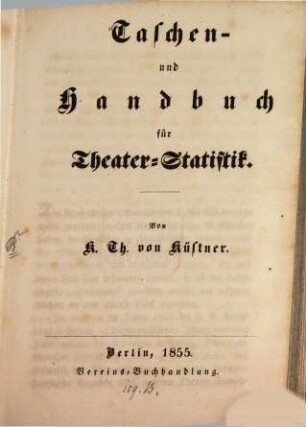 Taschen-
und
Handbuch
für
Theater-Statistik.
Von
K. Th. von Küstner.
Berlin, 1855.
Vereins-Buchhandlung.